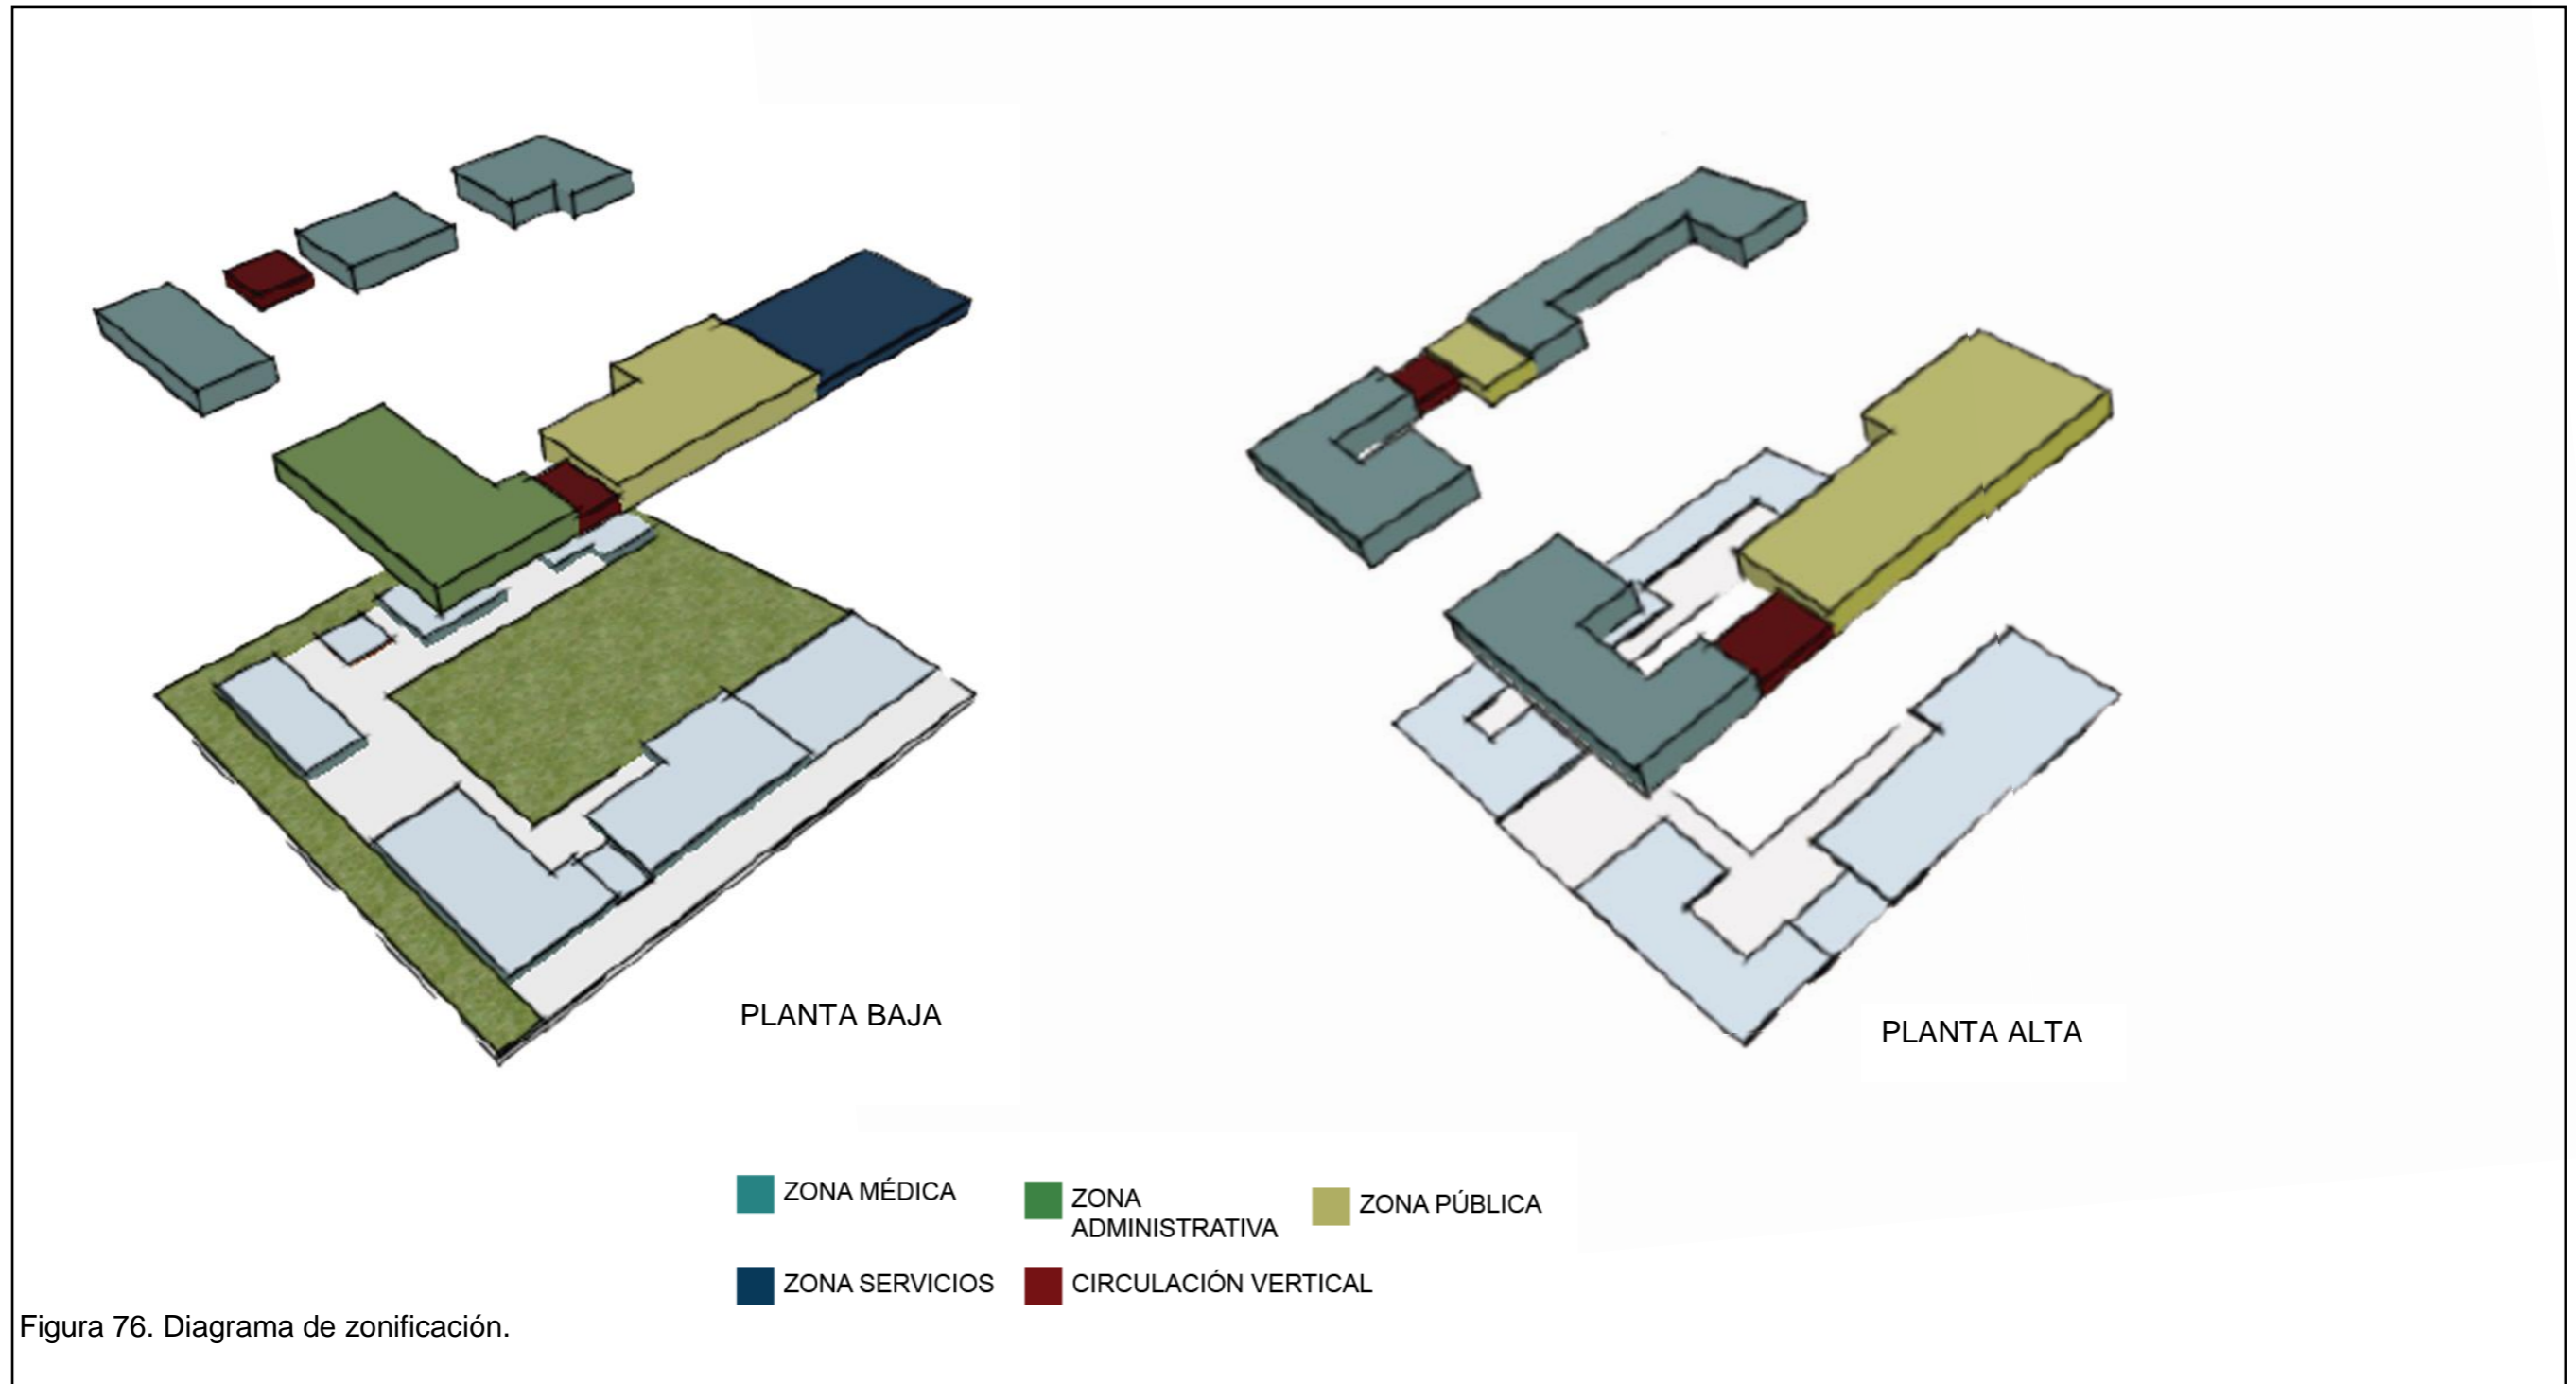 PLANTA BAJA
PLANTA ALTA
ZONA MÉDICA
ZONA
ADMINISTRATIVA
ZONA PÚBLICA
ZONA SERVICIOS
CIRCULACIÓN VERTICAL
Figura 76. Diagrama de zonificación.